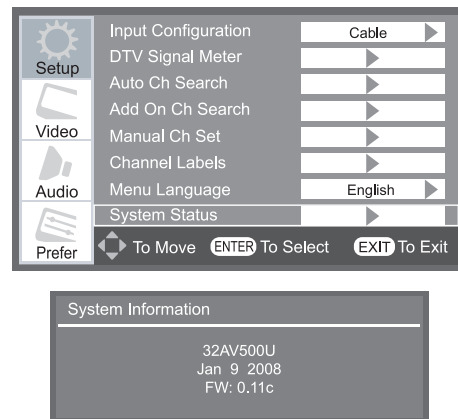 Setup
Video
Audio
Prefer
Input Configuration Cable
DTV Signal Meter
Auto Ch Search
Add On Ch Search
Manual Ch Set
Channel Labels
Menu Language English
System Status
To Move ENTER To Select EXIT To Exit
System Information
32AV500U
Jan 9 2008
FW: 0.11c